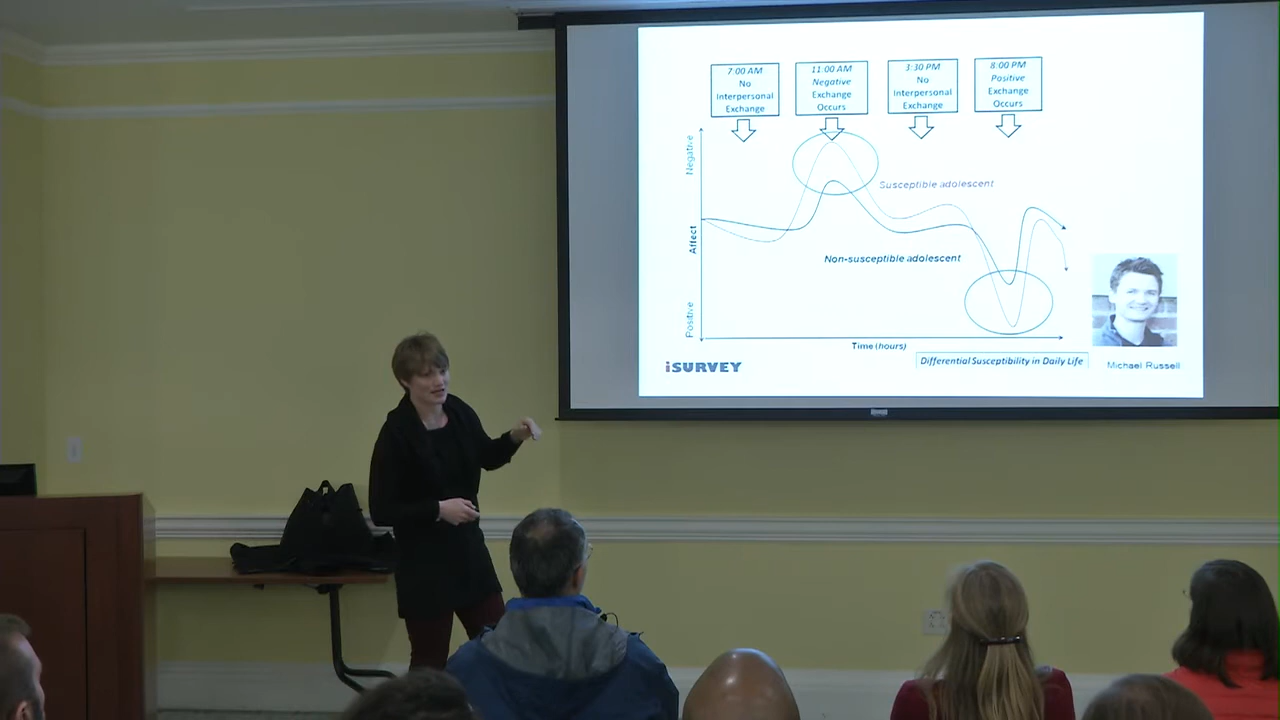 7:00 AM
No
Interpersonal
Exchange
11:00 AM
Negative
Exchange
Occurs
3:30 PM
No
Interpersonal
Exchange
8:00 PM
Positive
Exchange
Occurs
Negative
Affect
Positive
Susceptible adolescent
Non-susceptible adolescent
Time (hours)
iSURVEY
Differential Susceptibility in Daily Life
Michael Russell